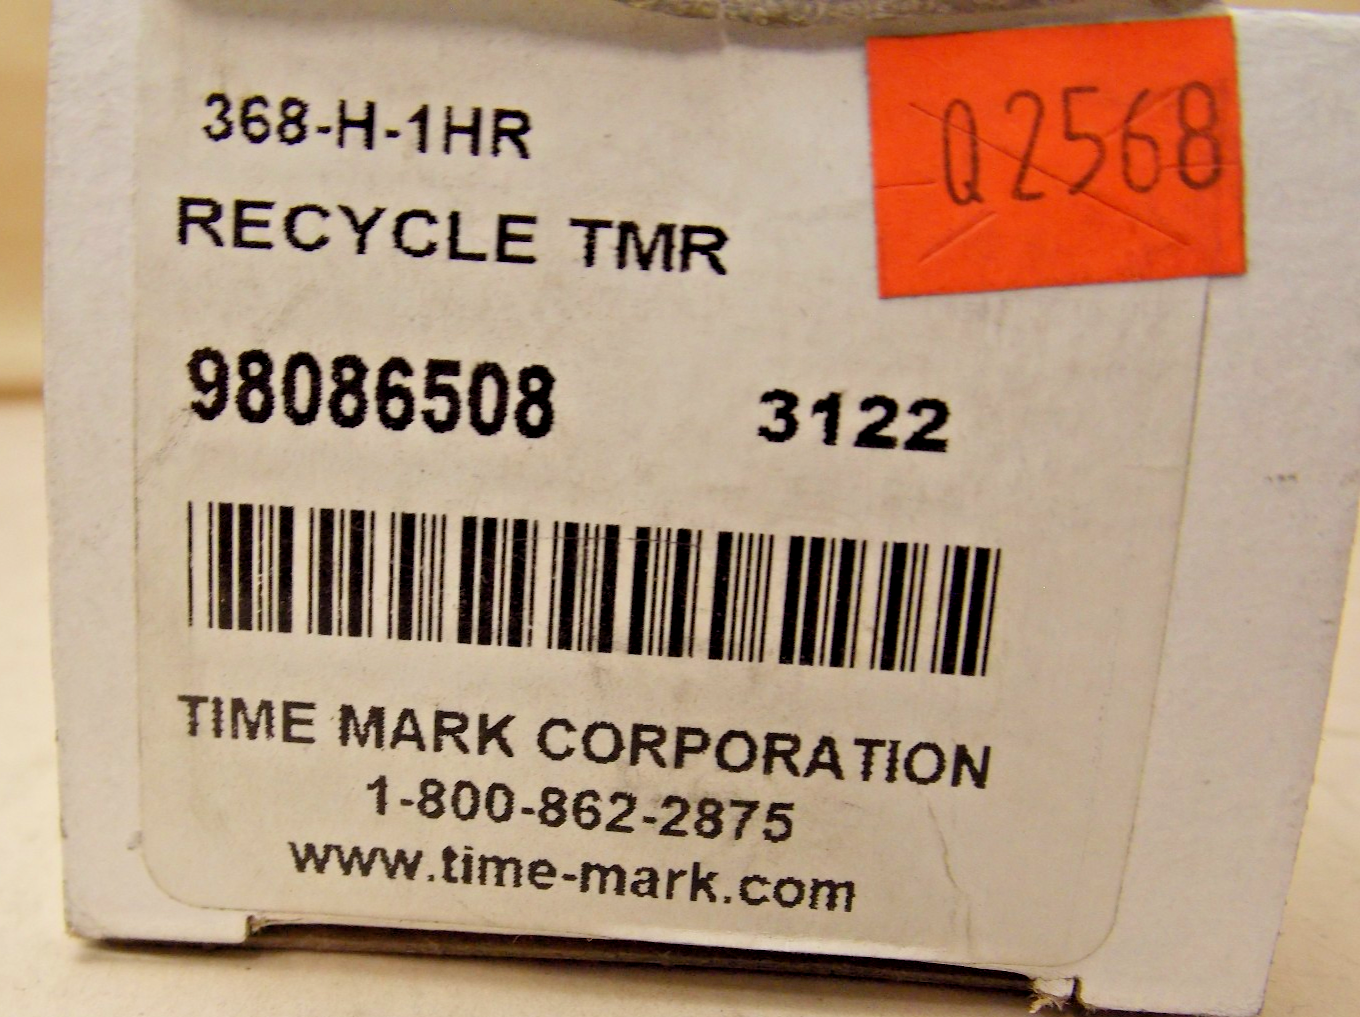 368-H-1HR
Q2568
RECYCLE TMR
98086508 3122
TIME MARK CORPORATION
1-800-862-2875
www.time-mark.com